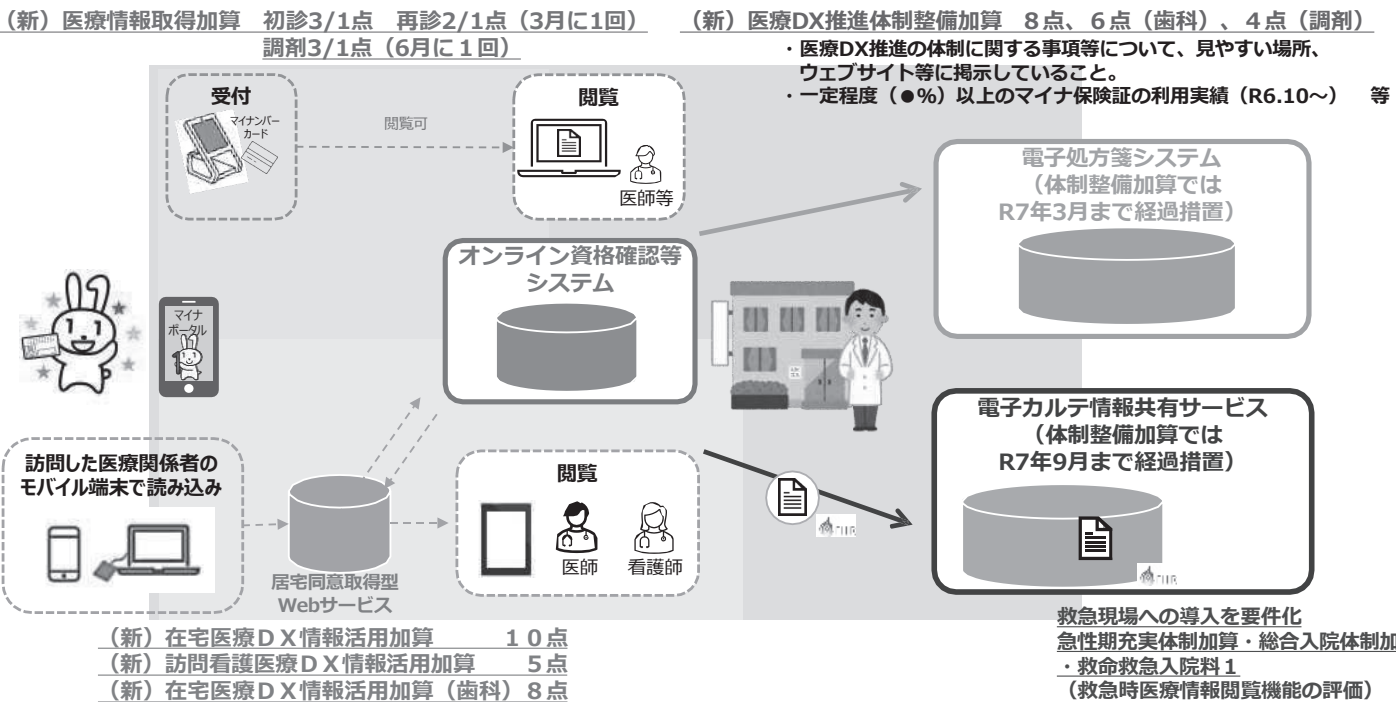 （新）医療情報取得加算　初診3/1点　再診2/1点（3月に1回）
調剤3/1点（6月に１回）
（新）医療DX推進体制整備加算　８点、６点（歯科）、４点（調剤）
・医療DX推進の体制に関する事項等について、見やすい場所、
ウェブサイト等に掲示していること。
・一定程度（●%）以上のマイナ保険証の利用実績（R6.10～）　等
受付
マイナンバー
カード
閲覧可
閲覧
医師等
電子処方箋システム
（体制整備加算では
R7年3月まで経過措置）
オンライン資格確認等
システム
マイナ
ポータル
電子カルテ情報共有サービス
（体制整備加算では
R7年9月まで経過措置）
訪問した医療関係者の
モバイル端末で読み込み
居宅同意取得型
Webサービス
閲覧
医師
看護師
（新）在宅医療ＤＸ情報活用加算　１０点
（新）訪問看護医療ＤＸ情報活用加算　５点
（新）在宅医療ＤＸ情報活用加算（歯科）８点
救急現場への導入を要件化
急性期充実体制加算・総合入院体制加
・救命救急入院料１
（救急時医療情報閲覧機能の評価）